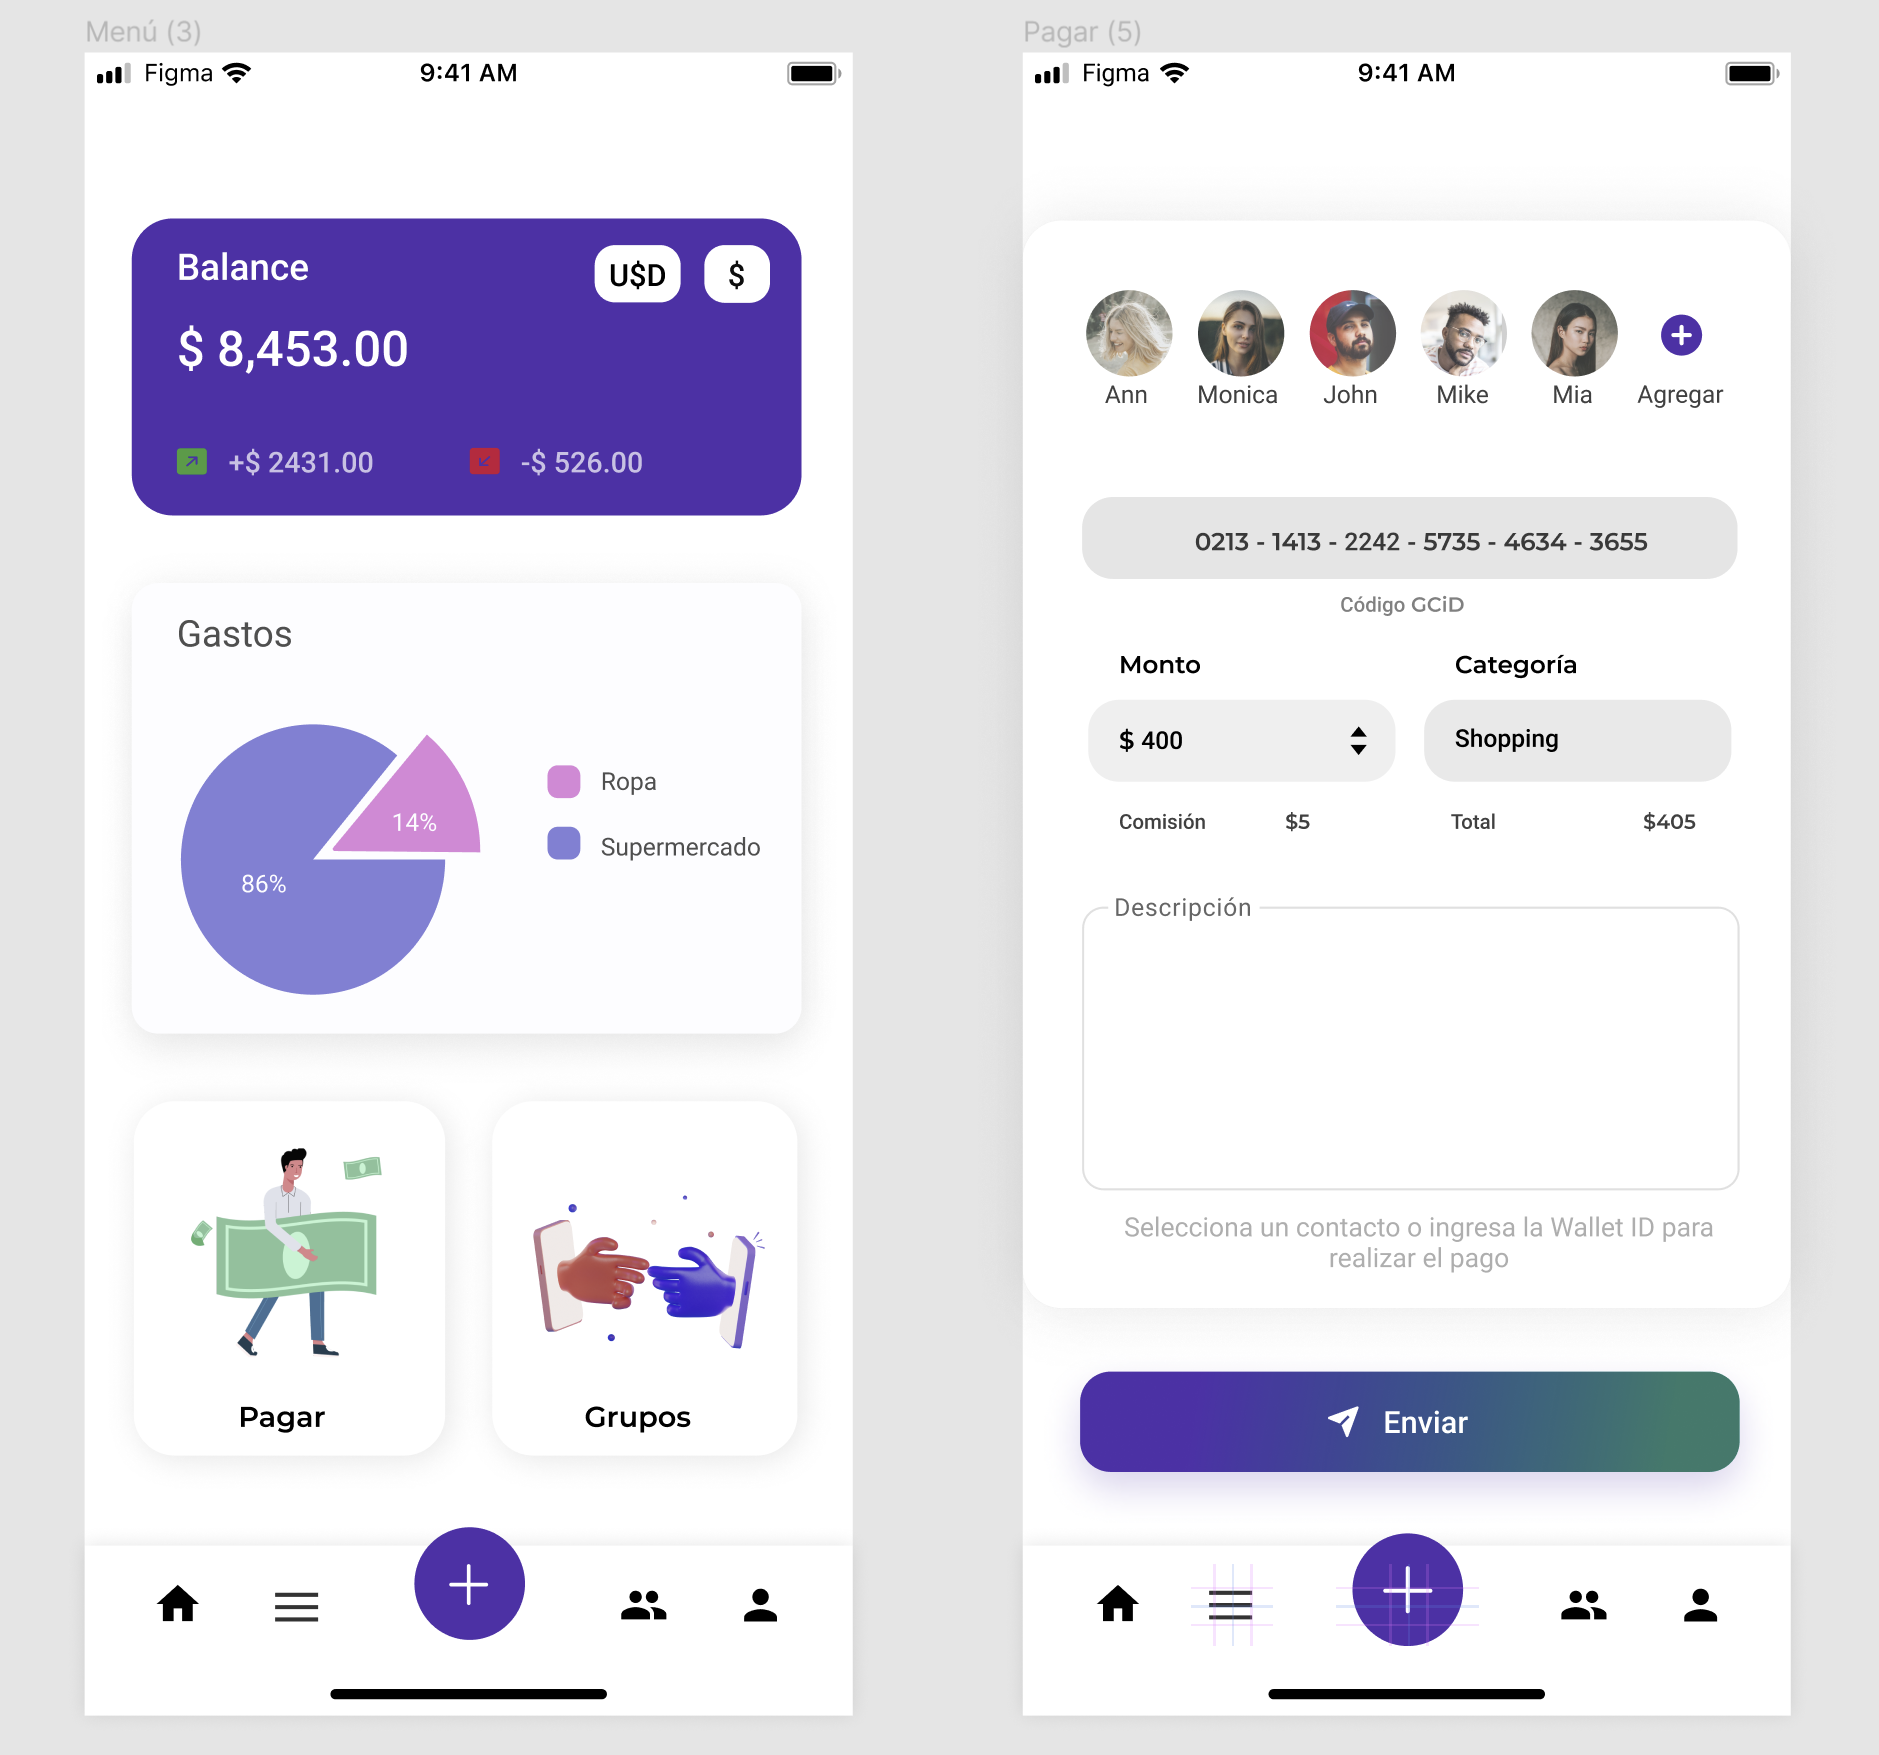 Menú (3)
Figma
9:41 AM
Balance
U$D
$
$ 8,453.00
+$ 2431.00
-$ 526.00
Gastos
14%
86%
Ropa
Supermercado
Pagar
Grupos
Pagar (5)
Figma
9:41 AM
Ann
Monica
John
Mike
Mia
Agregar
0213 - 1413 - 2242 - 5735 - 4634 - 3655
Código GCiD
Monto
Categoría
$ 400
Shopping
Comisión
$5
Total
$405
Descripción
Selecciona un contacto o ingresa la Wallet ID para
realizar el pago
Enviar